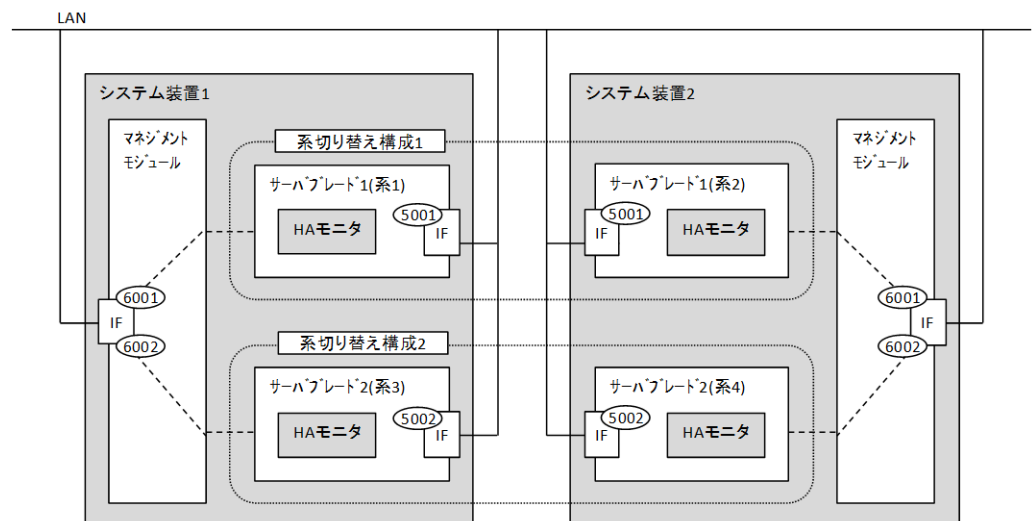 LAN
システム装置1
マネジメント
モジュール
系切り替え構成1
サーバブレード1(系1)
HAモニタ
5001
IF
6001
IF
6002
系切り替え構成2
サーバブレード2(系3)
HAモニタ
5002
IF
システム装置2
マネジメント
モジュール
サーバブレード1(系2)
5001
IF
HAモニタ
6001
IF
6002
サーバブレード2(系4)
5002
IF
HAモニタ